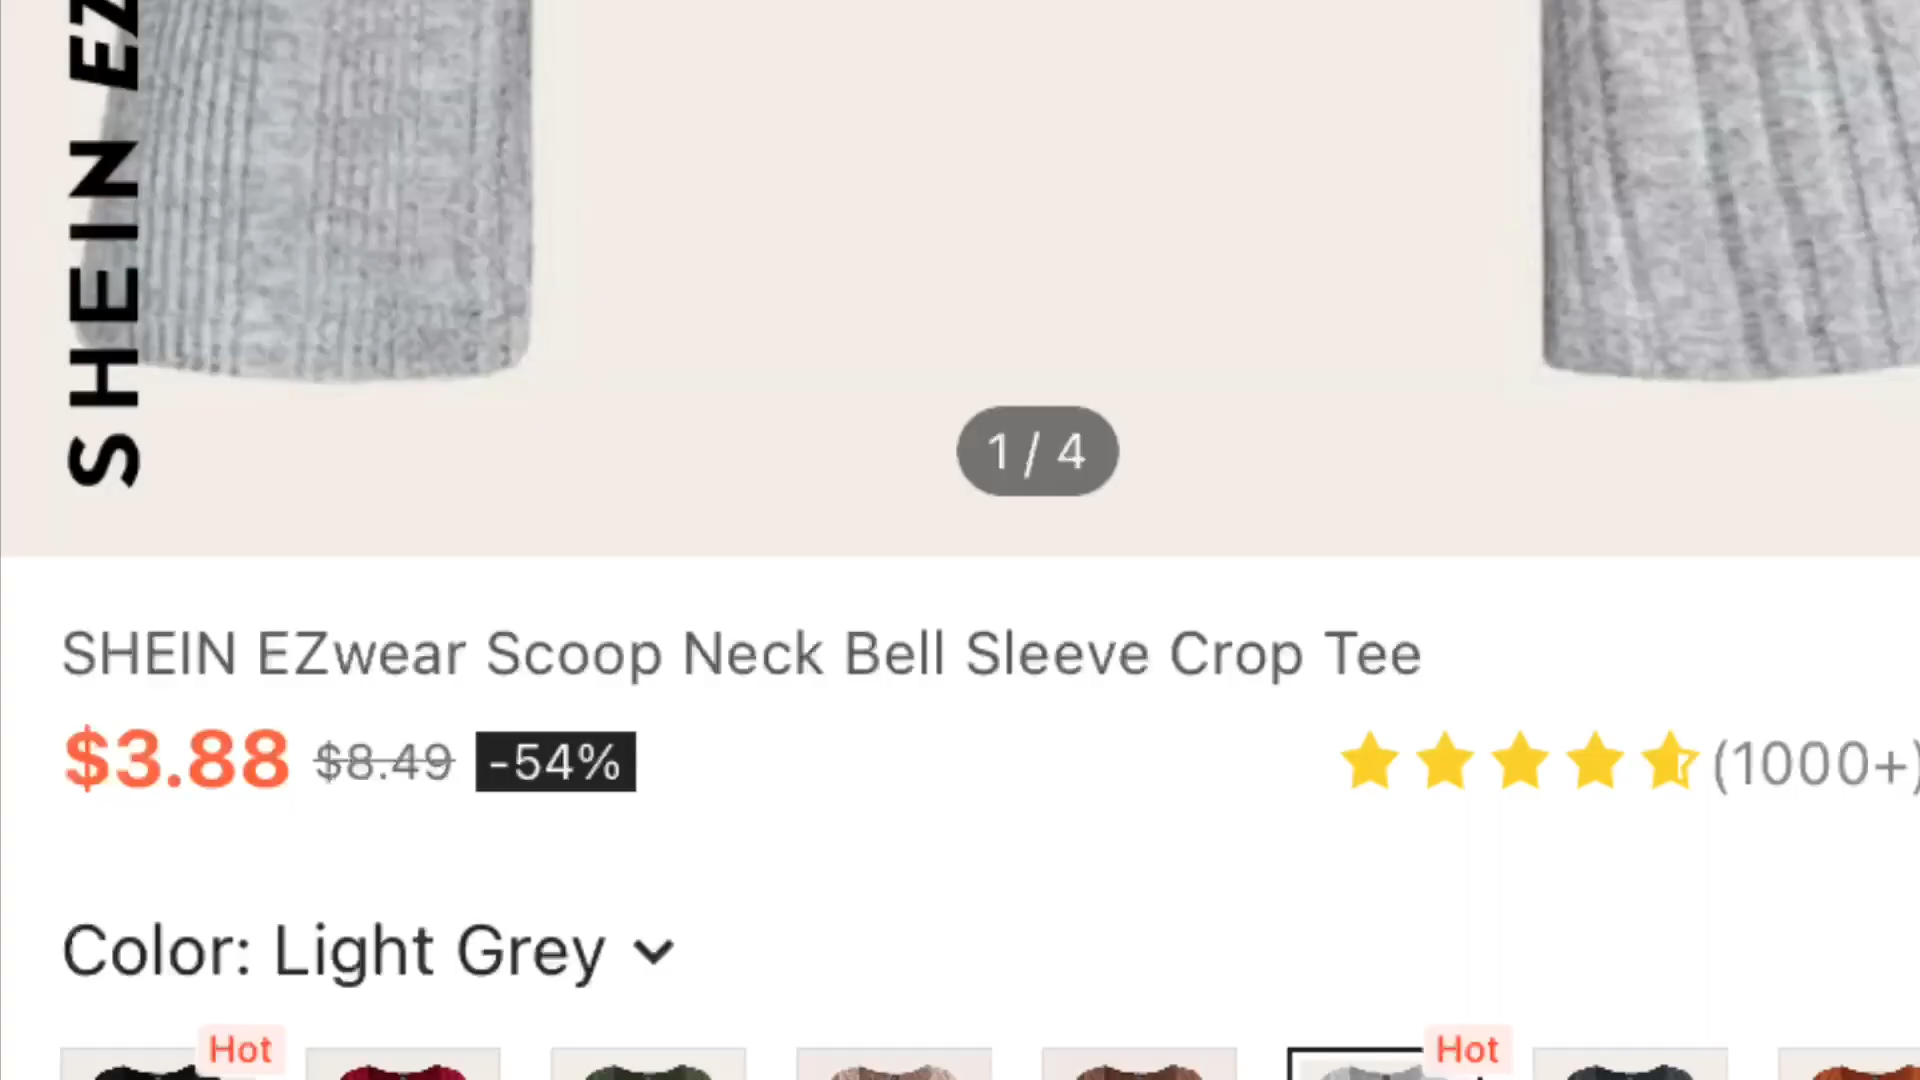 SHEIN EZ
1 / 4
SHEIN EZwear Scoop Neck Bell Sleeve Crop Tee
$3.88 $8.49 -54% (1000+)
Color: Light Grey
Hot Hot